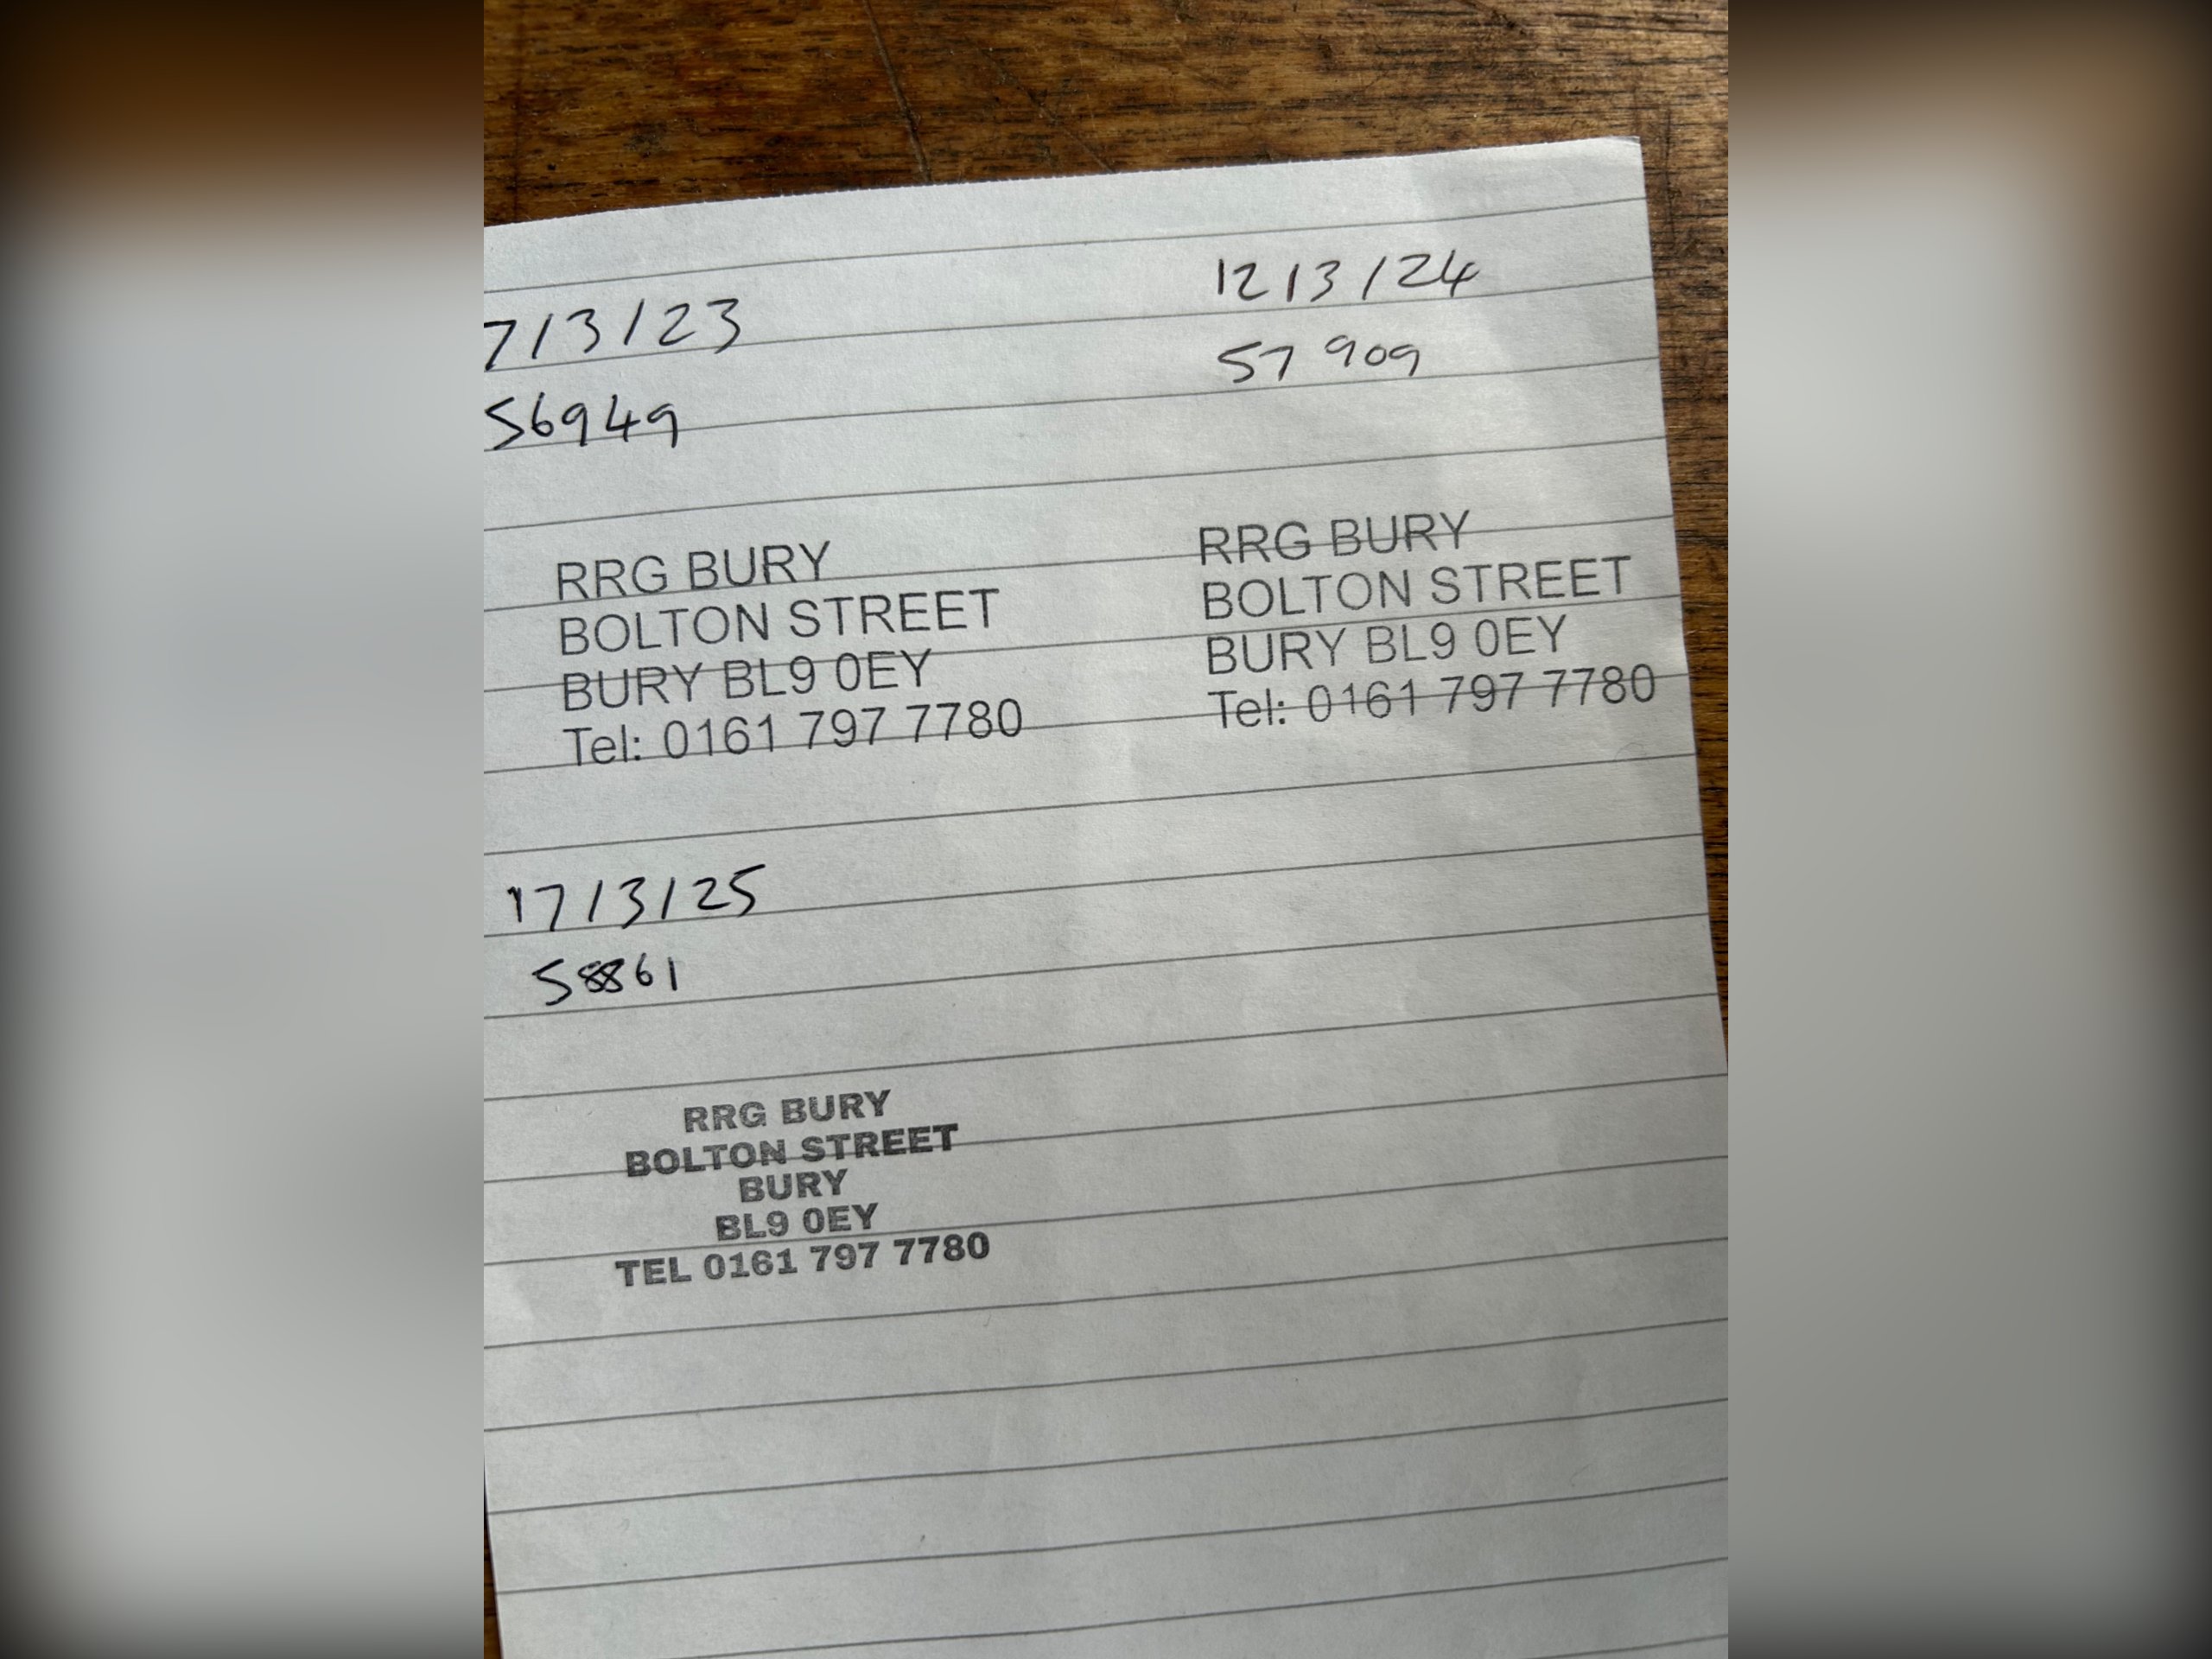 7/3/23
56949
RRG BURY
BOLTON STREET
BURY BL9 0EY
Tel: 0161 797 7780
12/3/24
57909
RRG BURY
BOLTON STREET
BURY BL9 0EY
Tel: 0161 797 7780
17/3/25
58861
RRG BURY
BOLTON STREET
BURY
BL9 0EY
TEL 0161 797 7780